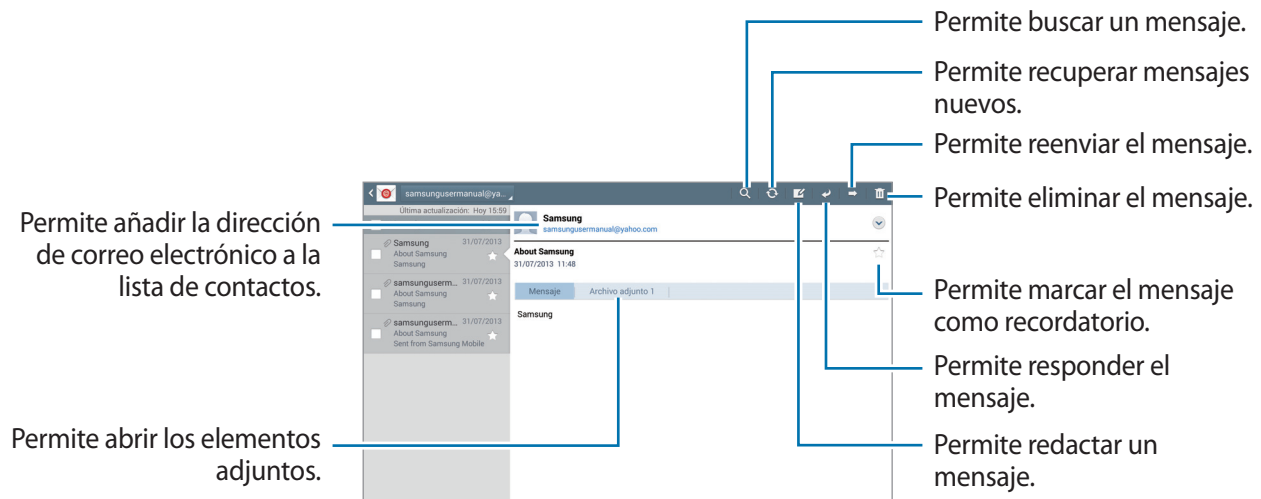 Permite buscar un mensaje.
Permite recuperar mensajes
nuevos.
Permite reenviar el mensaje.
Permite eliminar el mensaje.
Permite marcar el mensaje
como recordatorio.
Permite responder el
mensaje.
Permite redactar un
mensaje.
Permite añadir la dirección
de correo electrónico a la
lista de contactos.
Permite abrir los elementos
adjuntos.
samsungusermanual@ya..
Última actualización: Hoy 15:59
Samsung 31/07/2013
About Samsung
Samsung
samsunguserm... 31/07/2013
About Samsung
Samsung
samsunguserm... 31/07/2013
About Samsung
Sent from Samsung Mobile
Samsung
samsungusermanual@yahoo.com
About Samsung
31/07/2013 11:48
Mensaje Archivo adjunto 1
Samsung